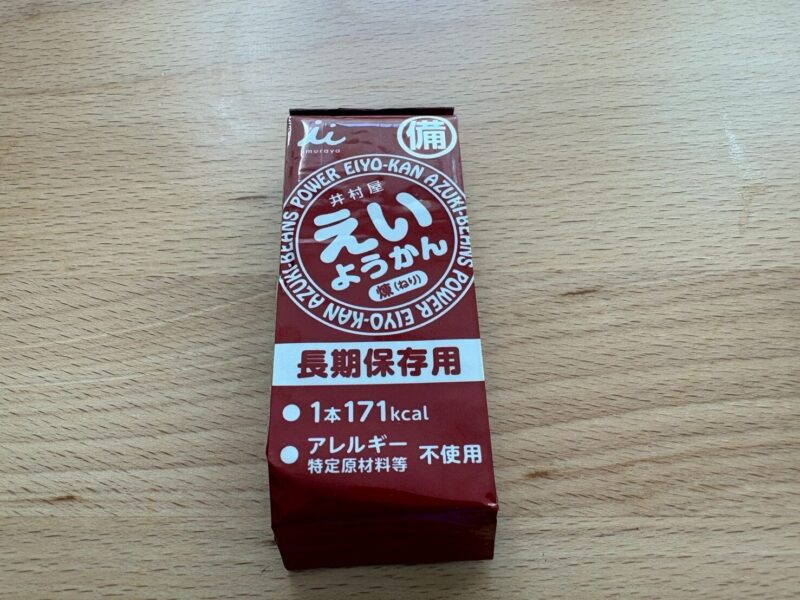 imuraya
備
POWER EIYO-KAN AZUKI-BEANS POWER EIYO-KAN AZUKI-BEANS
井村屋
えい
ようかん
煉(ねり)
長期保存用
●1本171kcal
●アレルギー
特定原材料等
不使用